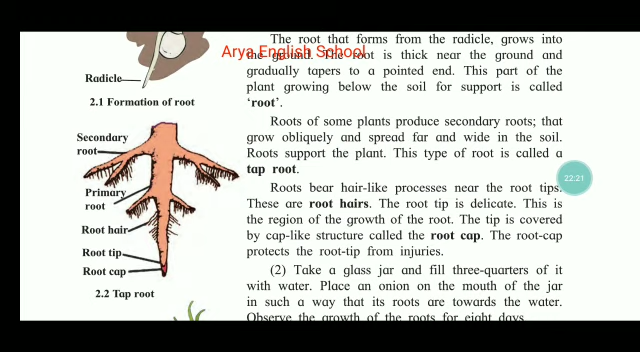 The root that forms from the radicle, grows into
the ground. The root is thick near the ground and
gradually tapers to a pointed end. This part of the
plant growing below the soil for support is called
‘root’.
Arya English School
Radicle
2.1 Formation of root
Roots of some plants produce secondary roots; that
grow obliquely and spread far and wide in the soil.
Roots support the plant. This type of root is called a
tap root.
Secondary
root
Primary
root
Root hair
Root tip
Root cap
2.2 Tap root
22:21
Roots bear hair-like processes near the root tips.
These are root hairs. The root tip is delicate. This is
the region of the growth of the root. The tip is covered
by cap-like structure called the root cap. The root-cap
protects the root-tip from injuries.
(2) Take a glass jar and fill three-quarters of it
with water. Place an onion on the mouth of the jar
in such a way that its roots are towards the water.
Observe the growth of the roots for eight days.